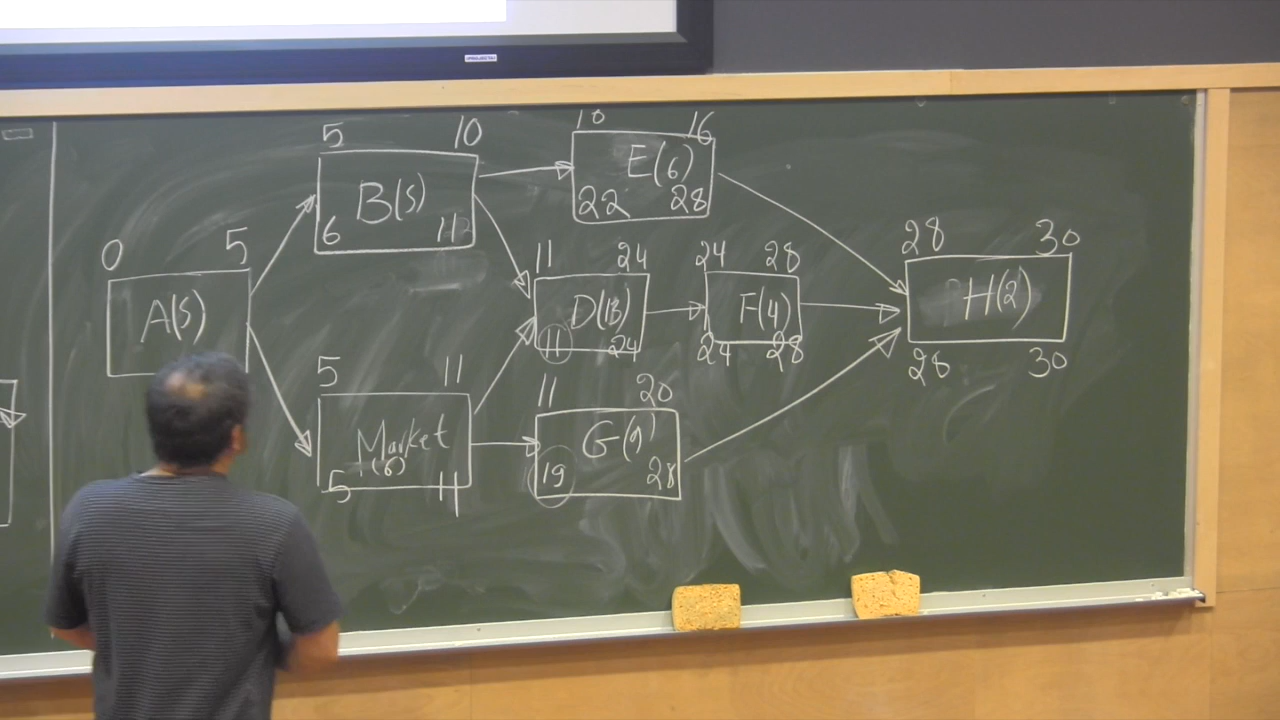 0 5
A(5)
5 10
B(5)
6 11
5 11
Market
(6)
5 11
10 16
E(6)
22 28
11 24
D(13)
11 24
24 28
F(4)
24 28
11 20
G(9)
19 28
28 30
H(2)
28 30